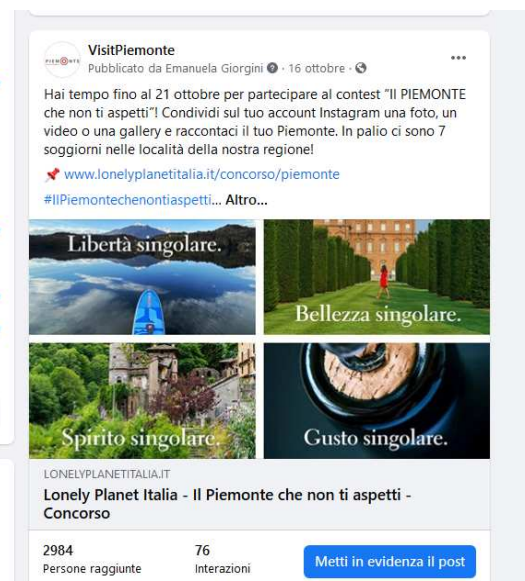 PIEMONTE
VisitPiemonte
Pubblicato da Emanuela Giorgini · 16 ottobre ·
Hai tempo fino al 21 ottobre per partecipare al contest "Il PIEMONTE
che non ti aspetti"! Condividi sul tuo account Instagram una foto, un
video o una gallery e raccontaci il tuo Piemonte. In palio ci sono 7
soggiorni nelle località della nostra regione!
www.lonelyplanetitalia.it/concorso/piemonte
#IlPiemontechenontiaspetti... Altro...
Libertà singolare.
Bellezza singolare.
Spirito singolare.
Gusto singolare.
LONELYPLANETITALIA.IT
Lonely Planet Italia - Il Piemonte che non ti aspetti -
Concorso
2984
Persone raggiunte
76
Interazioni
Metti in evidenza il post